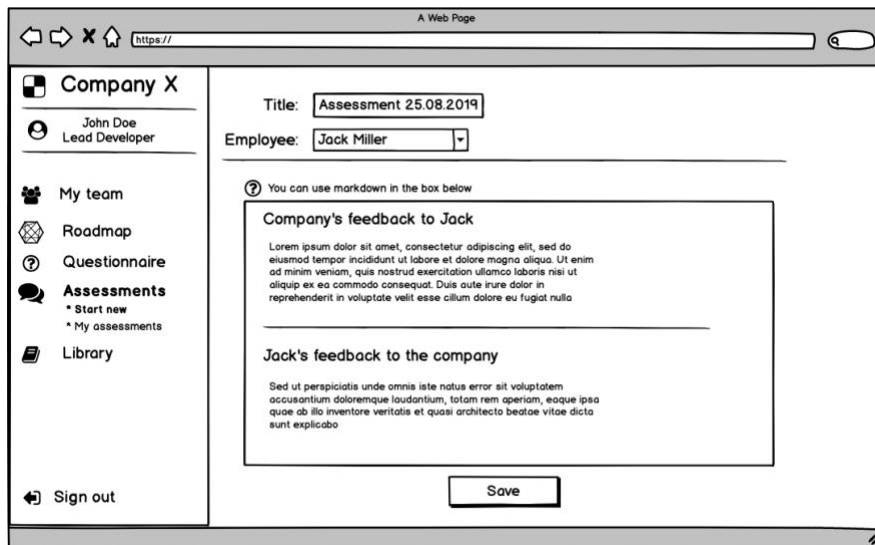 A Web Page
https://
Company X
John Doe
Lead Developer
My team
Roadmap
Questionnaire
Assessments
* Start new
* My assessments
Library
Sign out
Title: Assessment 25.08.2019
Employee: Jack Miller
You can use markdown in the box below
Company's feedback to Jack
Lorem ipsum dolor sit amet, consectetur adipiscing elit, sed do
eiusmod tempor incididunt ut labore et dolore magna aliqua. Ut enim
ad minim veniam, quis nostrud exercitation ullamco laboris nisi ut
aliquip ex ea commodo consequat. Duis aute irure dolor in
reprehenderit in voluptate velit esse cillum dolore eu fugiat nulla
Jack's feedback to the company
Sed ut perspiciatis unde omnis iste natus error sit voluptatem
accusantium doloremque laudantium, totam rem aperiam, eaque ipsa
quae ab illo inventore veritatis et quasi architecto beatae vitae dicta
sunt explicabo
Save